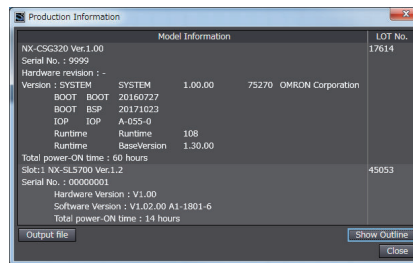 Production Information
Model Information LOT No.
NX-CSG320 Ver.1.00 17614
Serial No. : 9999
Hardware revision : -
Version : SYSTEM SYSTEM 1.00.00 75270 OMRON Corporation
BOOT BOOT 20160727
BOOT BSP 20171023
IOP IOP A-055-0
Runtime Runtime 108
Runtime BaseVersion 1.30.00
Total power-ON time : 60 hours
Slot:1 NX-SL5700 Ver.1.2 45053
Serial No. : 00000001
Hardware Version : V1.00
Software Version : V1.02.00 A1-1801-6
Total power-ON time : 14 hours
Output file Show Outline
Close